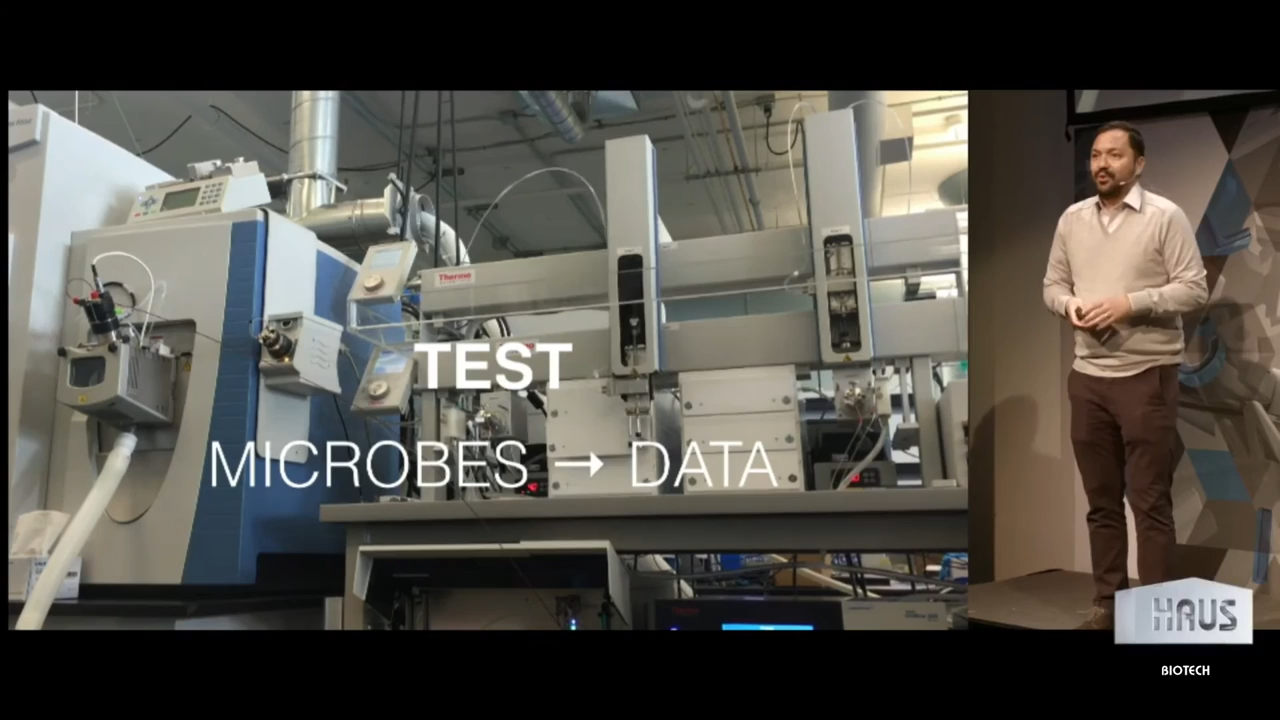 Thermo
TEST
MICROBES → DATA
HAUS
BIOTECH